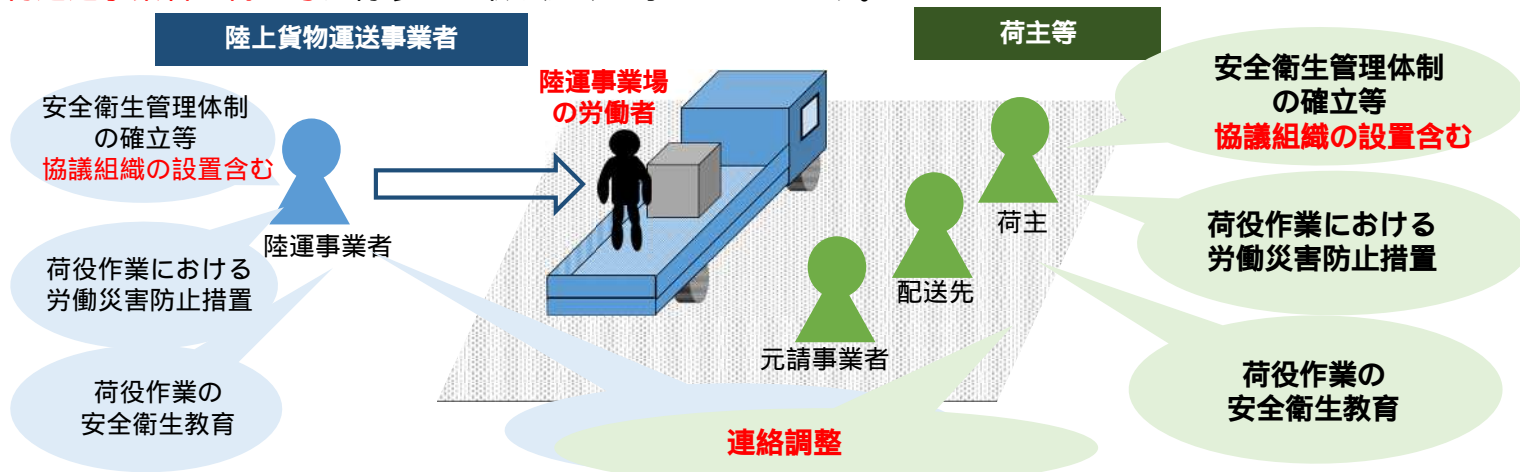 陸上貨物運送事業者
荷主等
安全衛生管理体制
の確立等
協議組織の設置含む
荷役作業における
労働災害防止措置
荷役作業の
安全衛生教育
陸運事業者
陸運事業場
の労働者
荷主
配送先
元請事業者
連絡調整
安全衛生管理体制
の確立等
協議組織の設置含む
荷役作業における
労働災害防止措置
荷役作業の
安全衛生教育